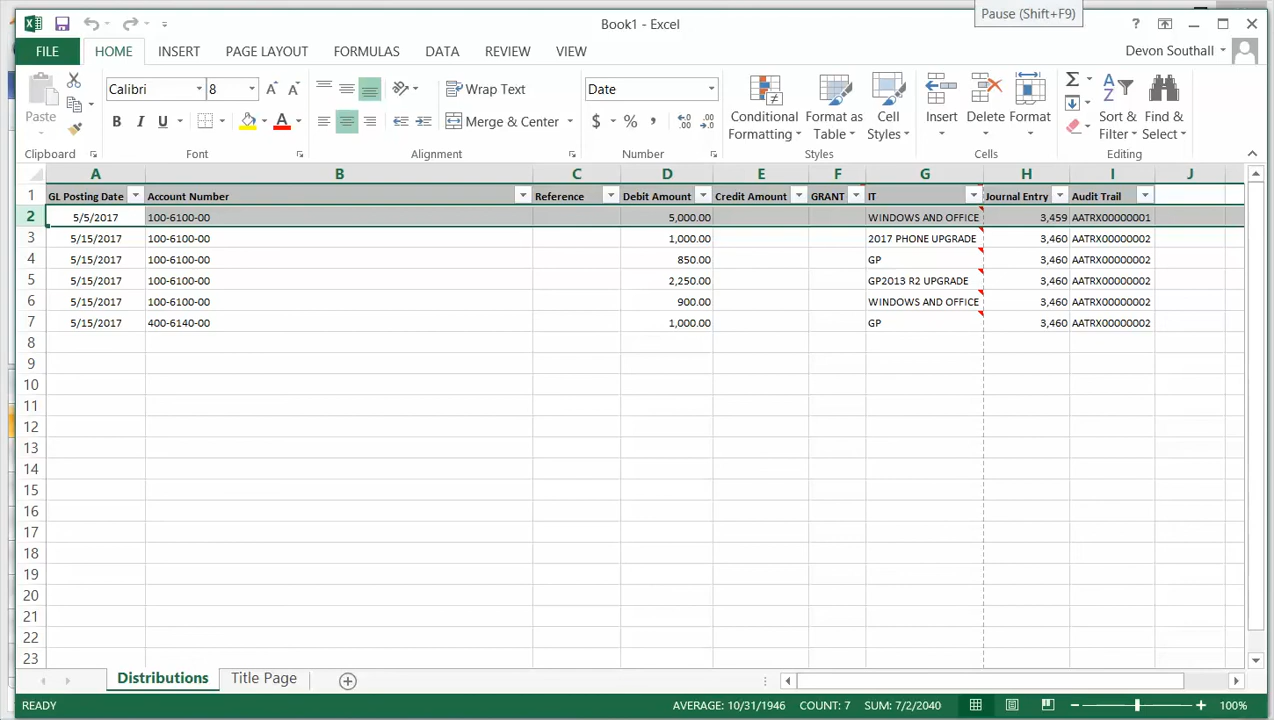 Pause (Shift+F9)
Book1 - Excel
?
FILE HOME INSERT PAGE LAYOUT FORMULAS DATA REVIEW VIEW
Devon Southall
Paste
Clipboard
Calibri 8
B I U A
Font
Wrap Text
Merge & Center
Alignment
Date
$ % ,
Number
Conditional Formatting
Format as Table
Cell Styles
Styles
Insert
Delete
Format
Cells
Sort & Filter
Find & Select
Editing
A B C D E F G H I J
1 GL Posting Date Account Number Reference Debit Amount Credit Amount GRANT IT Journal Entry Audit Trail
2 5/5/2017 100-6100-00 5,000.00 WINDOWS AND OFFICE 3,459 AATRX00000001
3 5/15/2017 100-6100-00 1,000.00 2017 PHONE UPGRADE 3,460 AATRX00000002
4 5/15/2017 100-6100-00 850.00 GP 3,460 AATRX00000002
5 5/15/2017 100-6100-00 2,250.00 GP2013 R2 UPGRADE 3,460 AATRX00000002
6 5/15/2017 100-6100-00 900.00 WINDOWS AND OFFICE 3,460 AATRX00000002
7 5/15/2017 400-6140-00 1,000.00 GP 3,460 AATRX00000002
8
9
10
11
12
13
14
15
16
17
18
19
20
21
22
23
Distributions Title Page
READY AVERAGE: 10/31/1946 COUNT: 7 SUM: 7/2/2040 100%